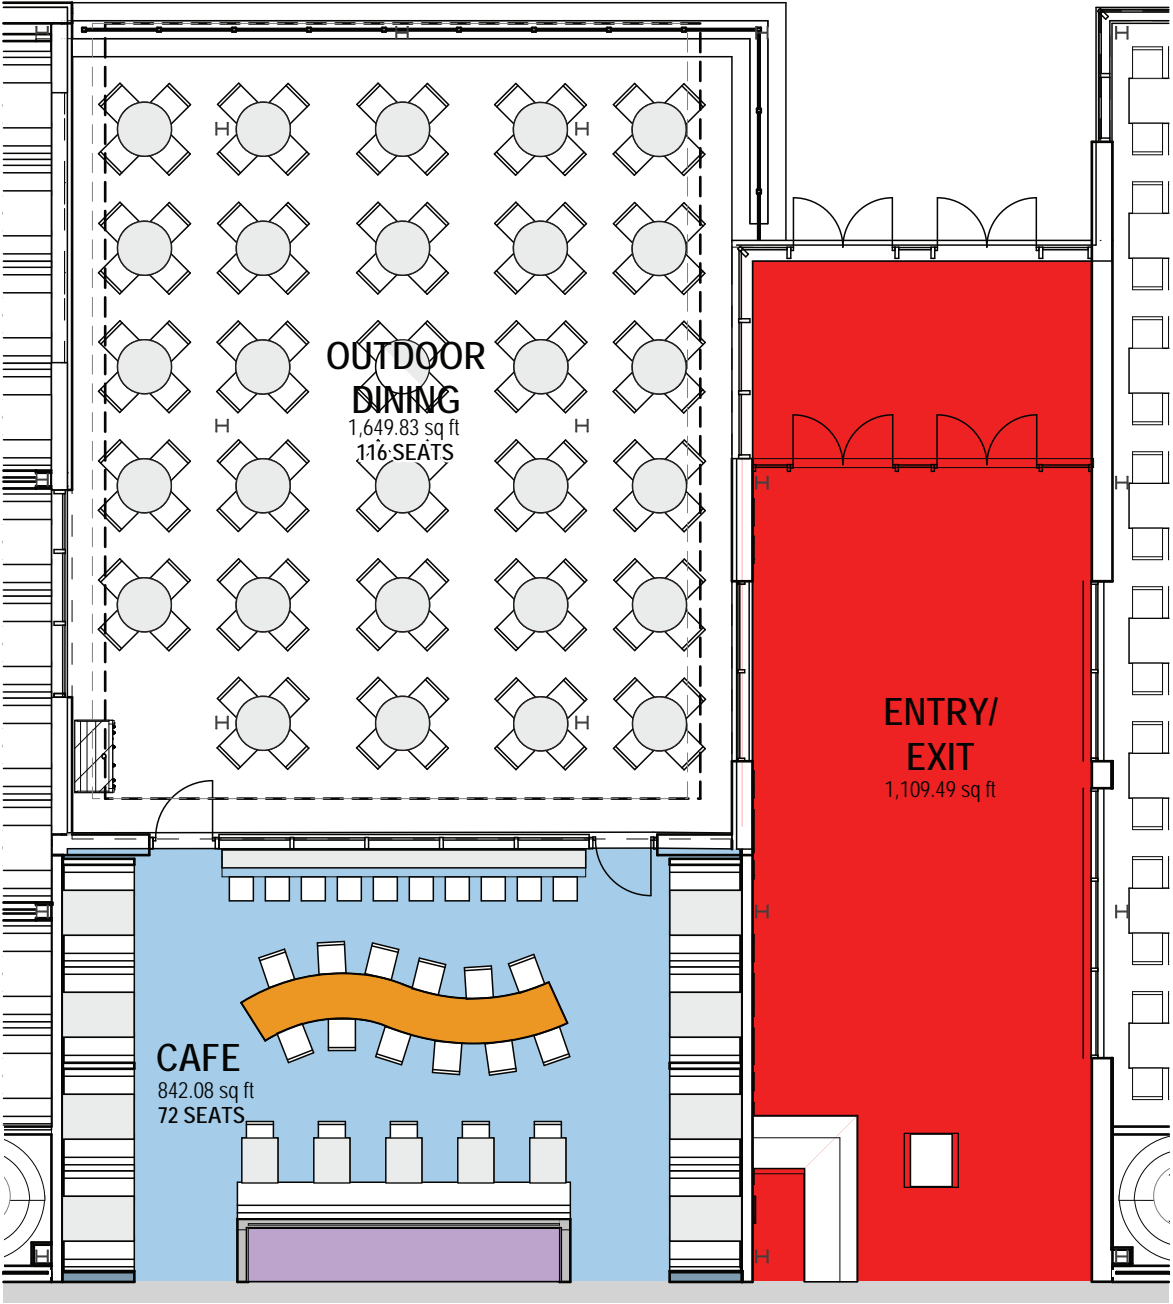 OUTDOOR
DINING
1,649.83 sq ft
116 SEATS
ENTRY/
EXIT
1,109.49 sq ft
CAFE
842.08 sq ft
72 SEATS